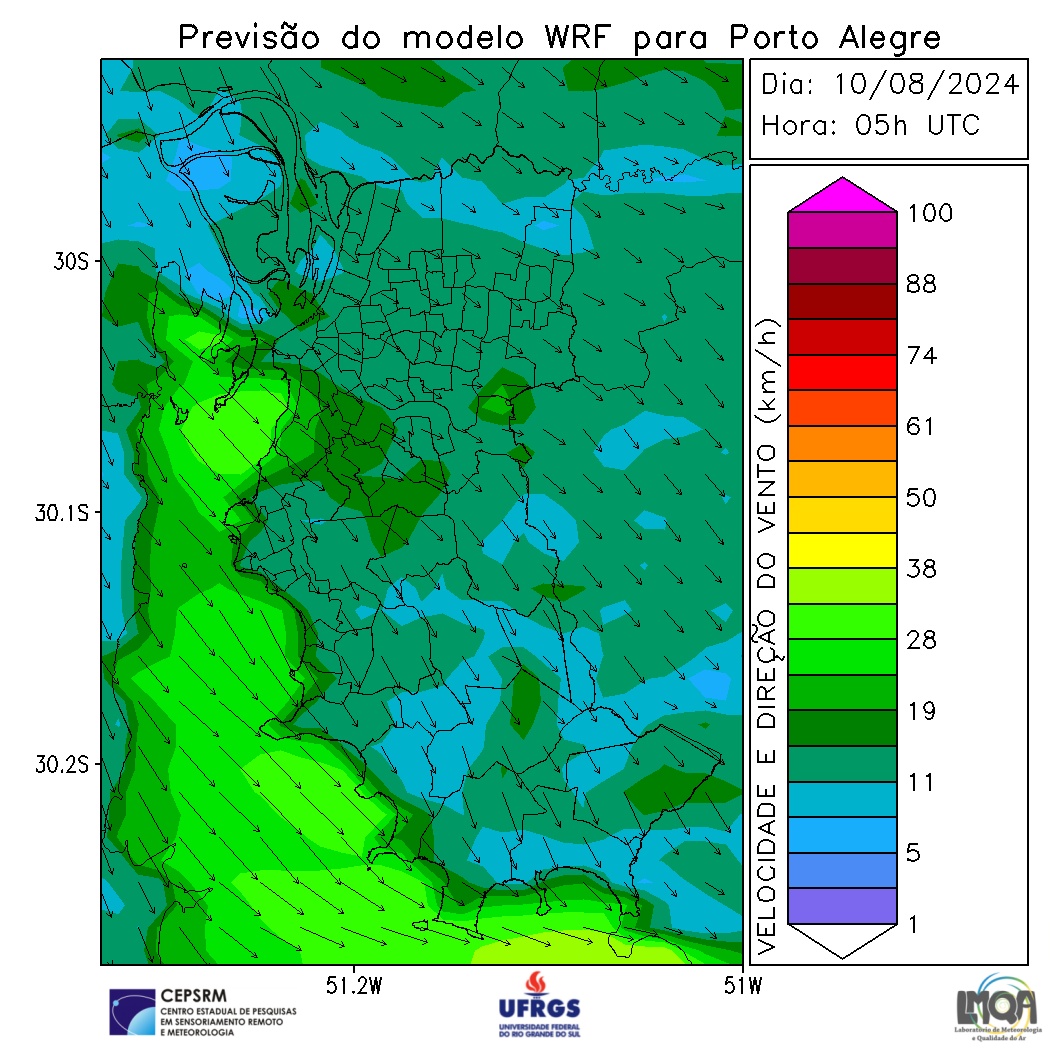 Previsão do modelo WRF para Porto Alegre
Dia: 10/08/2024
Hora: 05h UTC
30S
30.1S
30.2S
51.2W
51W
VELOCIDADE E DIREÇÃO DO VENTO (km/h)
100
88
74
61
50
38
28
19
11
5
1
CEPSRM
CENTRO ESTADUAL DE PESQUISAS
EM SENSORIAMENTO REMOTO
E METEOROLOGIA
UFRGS
UNIVERSIDADE FEDERAL
DO RIO GRANDE DO SUL
LMQA
Laboratório de Meteorologia
e Qualidade do Ar